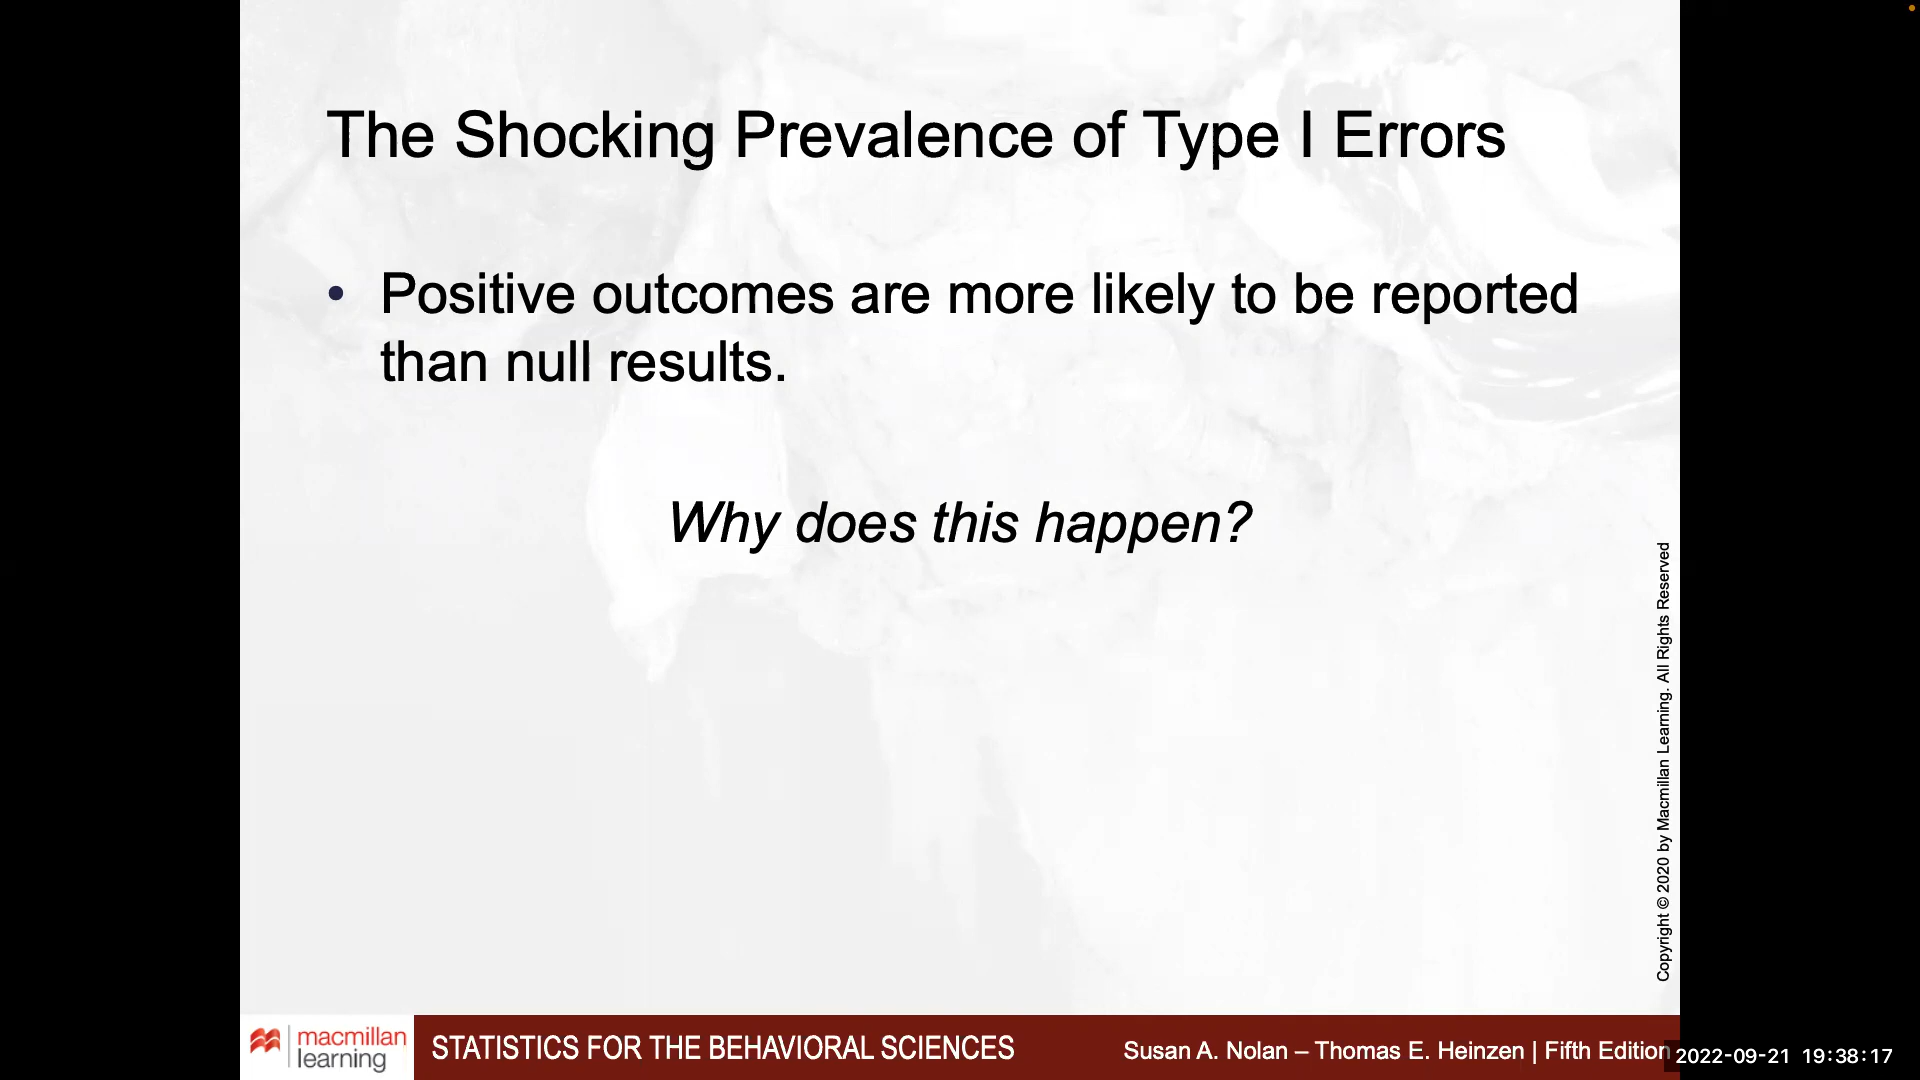 The Shocking Prevalence of Type I Errors
• Positive outcomes are more likely to be reported
than null results.
Why does this happen?
Copyright © 2020 by Macmillan Learning. All Rights Reserved
macmillan
learning
STATISTICS FOR THE BEHAVIORAL SCIENCES
Susan A. Nolan – Thomas E. Heinzen | Fifth Edition
2022-09-21 19:38:17